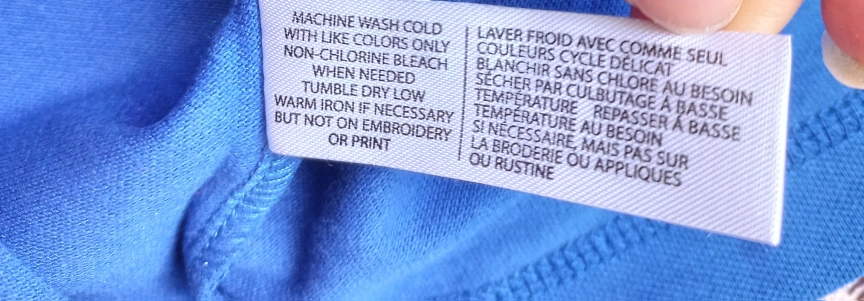 MACHINE WASH COLD
WITH LIKE COLORS ONLY
NON-CHLORINE BLEACH
WHEN NEEDED
TUMBLE DRY LOW
WARM IRON IF NECESSARY
BUT NOT ON EMBROIDERY
OR PRINT
LAVER FROID AVEC COMME SEUL
COULEURS CYCLE DÉLICAT
BLANCHIR SANS CHLORE AU BESOIN
SÉCHER PAR CULBUTAGE À BASSE
TEMPÉRATURE REPASSER À BASSE
TEMPÉRATURE AU BESOIN
SI NÉCESSAIRE, MAIS PAS SUR
LA BRODERIE OU APPLIQUES
OU RUSTINE